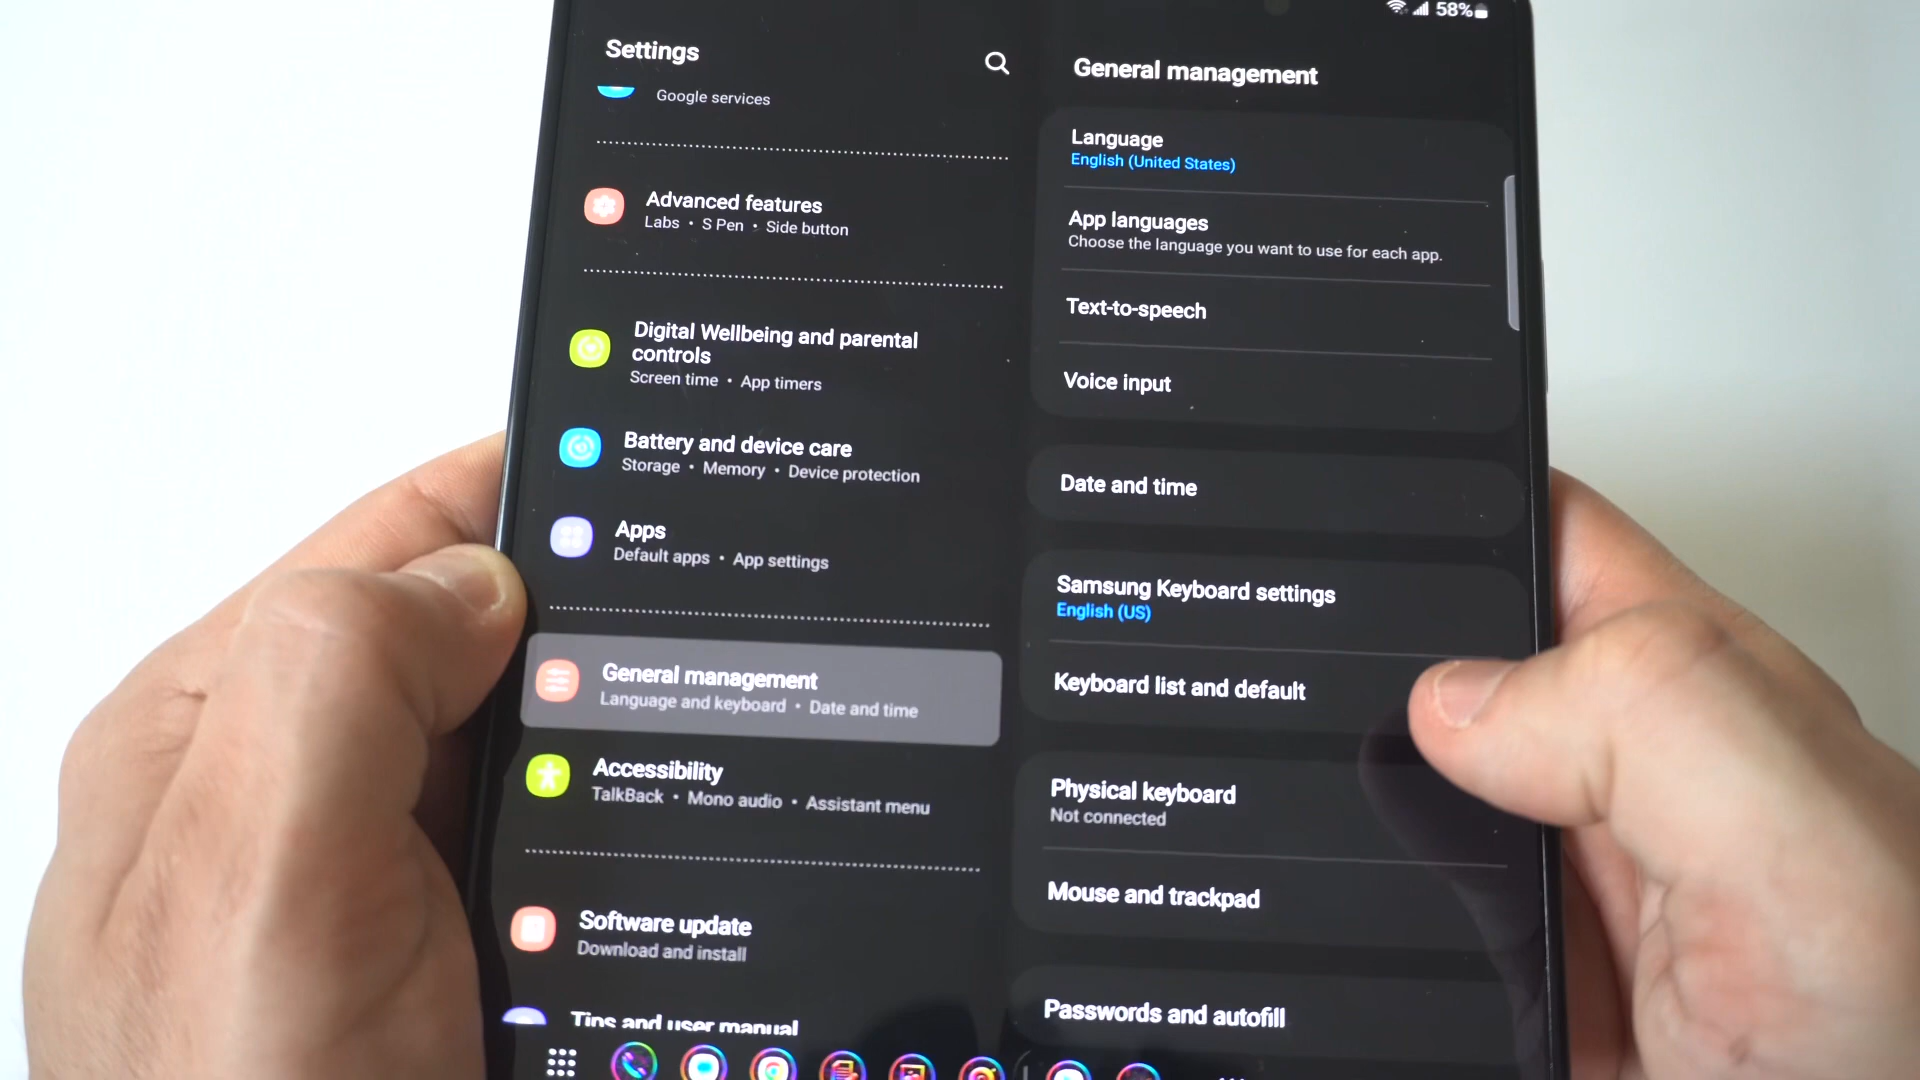 58%
Settings
Google services
Advanced features
Labs • S Pen • Side button
Digital Wellbeing and parental
controls
Screen time • App timers
Battery and device care
Storage • Memory • Device protection
Apps
Default apps • App settings
General management
Language and keyboard • Date and time
Accessibility
TalkBack • Mono audio • Assistant menu
Software update
Download and install
Tips and user manual
General management
Language
English (United States)
App languages
Choose the language you want to use for each app.
Text-to-speech
Voice input
Date and time
Samsung Keyboard settings
English (US)
Keyboard list and default
Physical keyboard
Not connected
Mouse and trackpad
Passwords and autofill